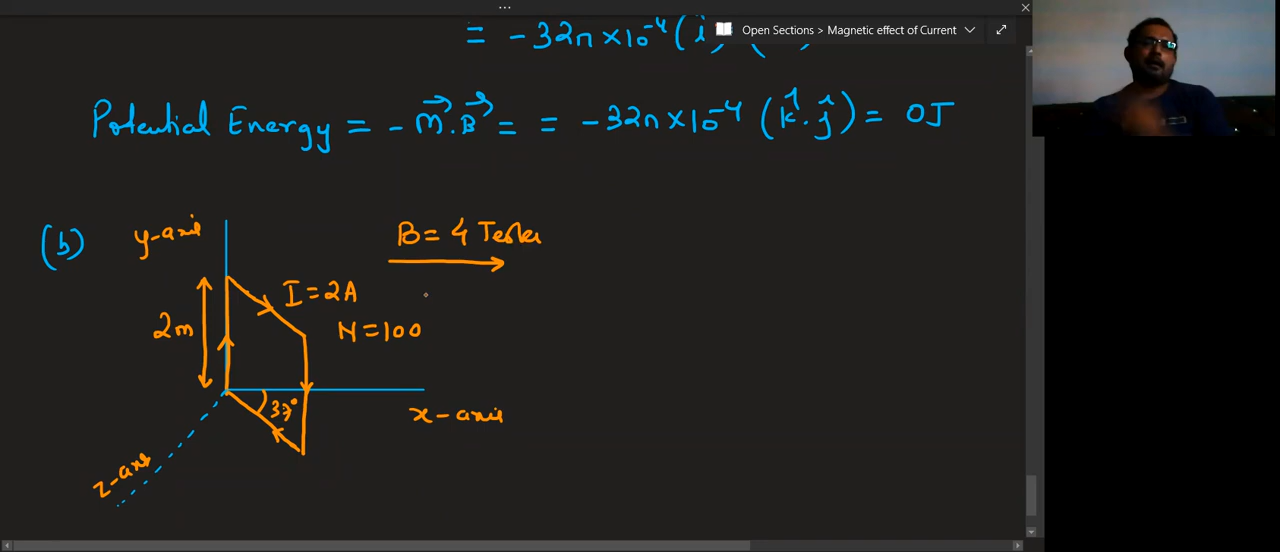 ...
= -32π×10⁻⁴ (î)
Open Sections > Magnetic effect of Current
Potential Energy = - M⃗.B⃗ = = -32π×10⁻⁴ (k̂.ĵ) = 0J
(b)
y-axis
B = 4 Tesla
I = 2A
2m
N = 100
37°
x-axis
z-axis